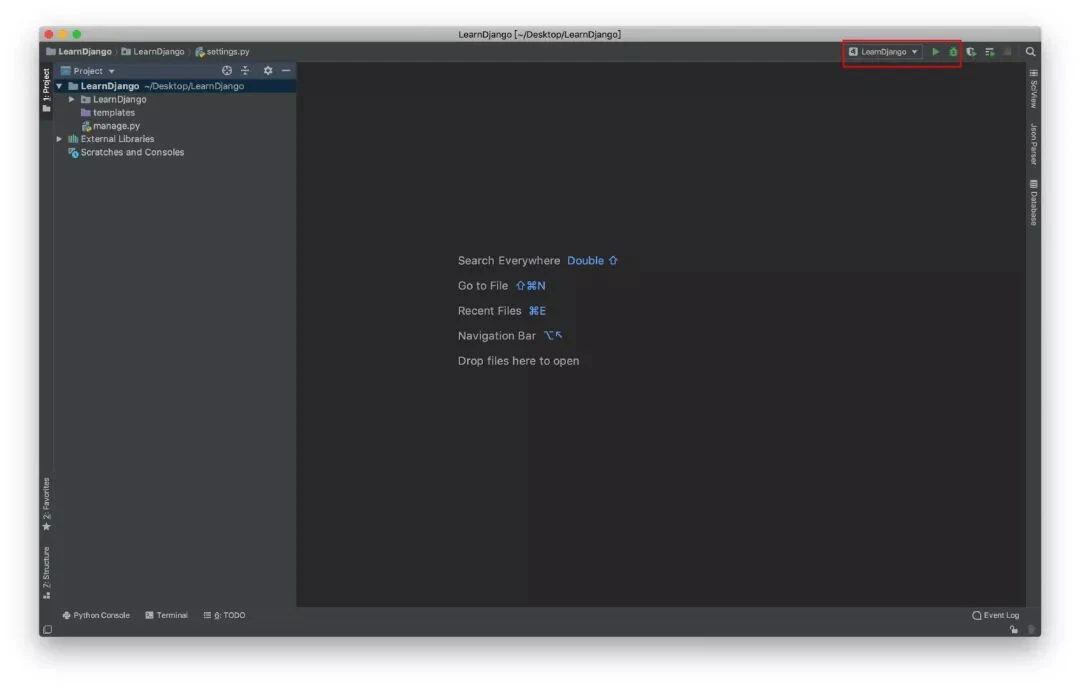 LearnDjango [~/Desktop/LearnDjango]
LearnDjango LearnDjango settings.py
LearnDjango
Project
LearnDjango ~/Desktop/LearnDjango
LearnDjango
templates
manage.py
External Libraries
Scratches and Consoles
1: Project
2: Favorites
7: Structure
Search Everywhere Double ⇧
Go to File ⇧⌘N
Recent Files ⌘E
Navigation Bar ⌥↖
Drop files here to open
SciView
Json Parser
Database
Python Console Terminal 6: TODO
Event Log